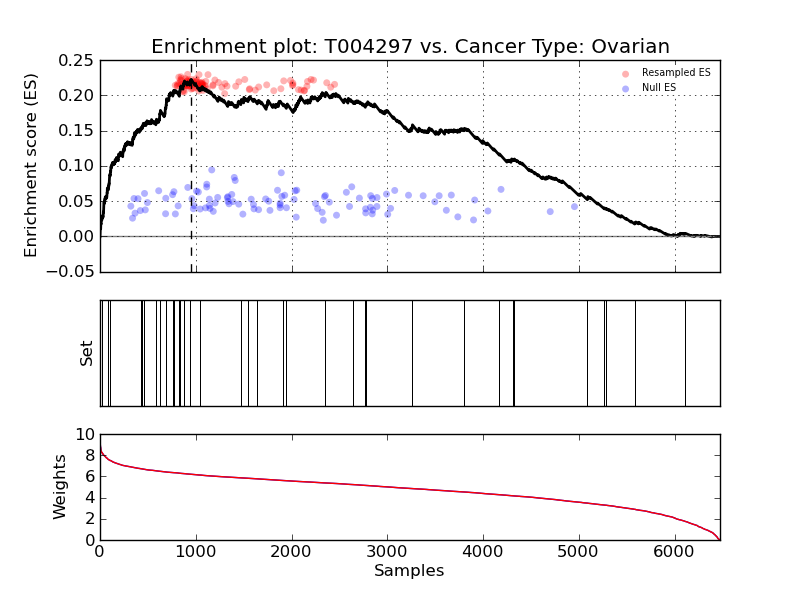 Enrichment plot: T004297 vs. Cancer Type: Ovarian
0.25
0.20
0.15
0.10
0.05
0.00
−0.05
Enrichment score (ES)
Resampled ES
Null ES
Set
10
8
6
4
2
0
Weights
0 1000 2000 3000 4000 5000 6000
Samples